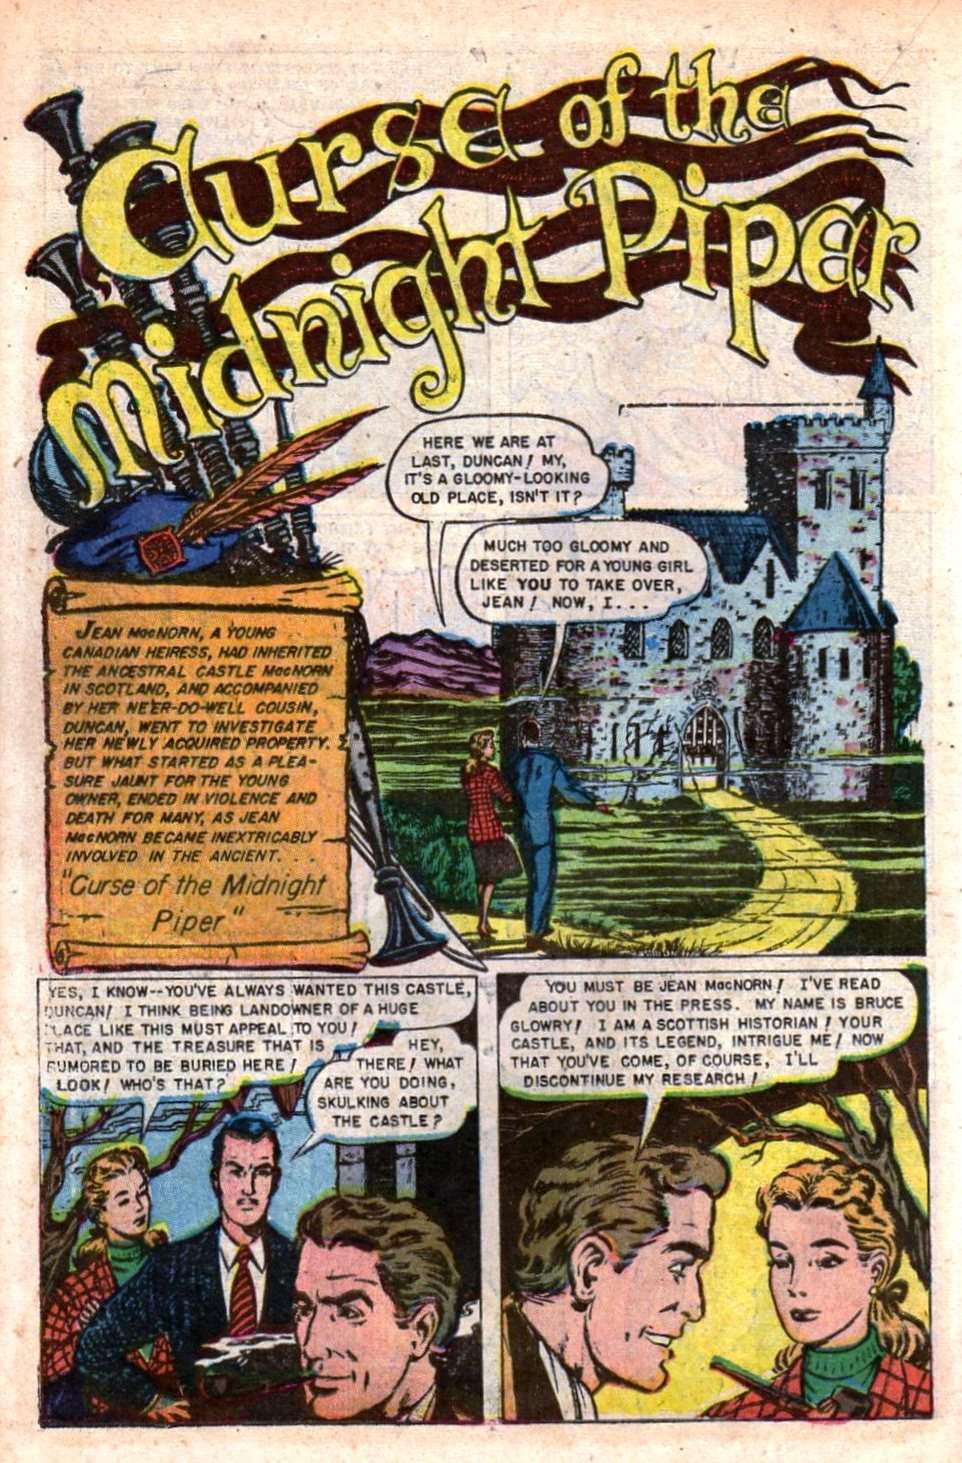 Curse of the
Midnight Piper
HERE WE ARE AT
LAST, DUNCAN! MY,
IT'S A GLOOMY-LOOKING
OLD PLACE, ISN'T IT?
MUCH TOO GLOOMY AND
DESERTED FOR A YOUNG GIRL
LIKE YOU TO TAKE OVER,
JEAN! NOW, I...
JEAN MacNORN, A YOUNG
CANADIAN HEIRESS, HAD INHERITED
THE ANCESTRAL CASTLE MacNORN
IN SCOTLAND, AND ACCOMPANIED
BY HER NE'ER-DO-WELL COUSIN,
DUNCAN, WENT TO INVESTIGATE
HER NEWLY ACQUIRED PROPERTY.
BUT WHAT STARTED AS A PLEA-
SURE JAUNT FOR THE YOUNG
OWNER, ENDED IN VIOLENCE AND
DEATH FOR MANY, AS JEAN
MacNORN BECAME INEXTRICABLY
INVOLVED IN THE ANCIENT. . .
"Curse of the Midnight
Piper"
YES, I KNOW--YOU'VE ALWAYS WANTED THIS CASTLE,
DUNCAN! I THINK BEING LANDOWNER OF A HUGE
PLACE LIKE THIS MUST APPEAL TO YOU!
THAT, AND THE TREASURE THAT IS
RUMORED TO BE BURIED HERE!
LOOK! WHO'S THAT?
HEY,
THERE! WHAT
ARE YOU DOING,
SKULKING ABOUT
THE CASTLE?
YOU MUST BE JEAN MacNORN! I'VE READ
ABOUT YOU IN THE PRESS. MY NAME IS BRUCE
GLOWRY! I AM A SCOTTISH HISTORIAN! YOUR
CASTLE, AND ITS LEGEND, INTRIGUE ME! NOW
THAT YOU'VE COME, OF COURSE, I'LL
DISCONTINUE MY RESEARCH!